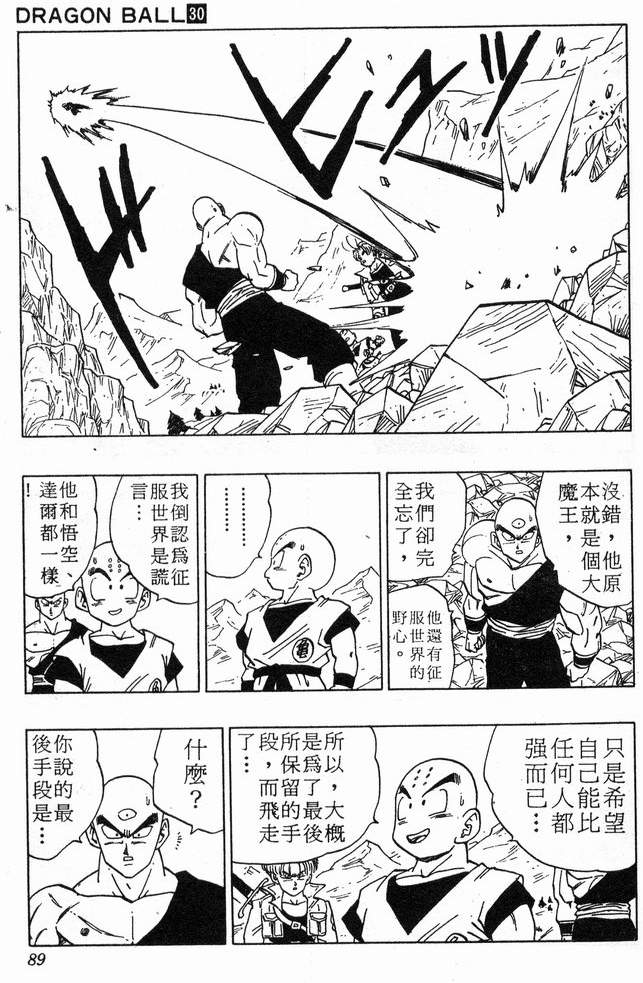 DRAGON BALL 30
ビュッ
ドドド
沒錯，他原
本就是個大
魔王，
我們卻完
全忘了，
他還有征
服世界的
野心。
⋯⋯⋯
⋯⋯⋯
我倒認為征
服世界是謊
言⋯
他和悟空、
達爾都一樣
！
只是希望
自己能比
任何人都
强而已⋯
所以，大概
是為了最後
所保留的手
段，而飛走
了⋯
什麼？
你說的最
後手段是⋯
89